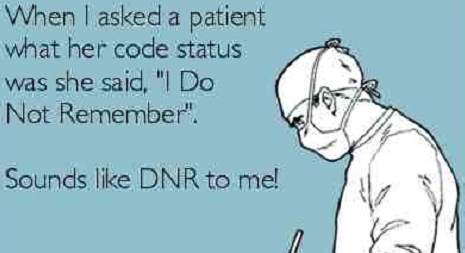 When I asked a patient
what her code status
was she said, "I Do
Not Remember".
Sounds like DNR to me!